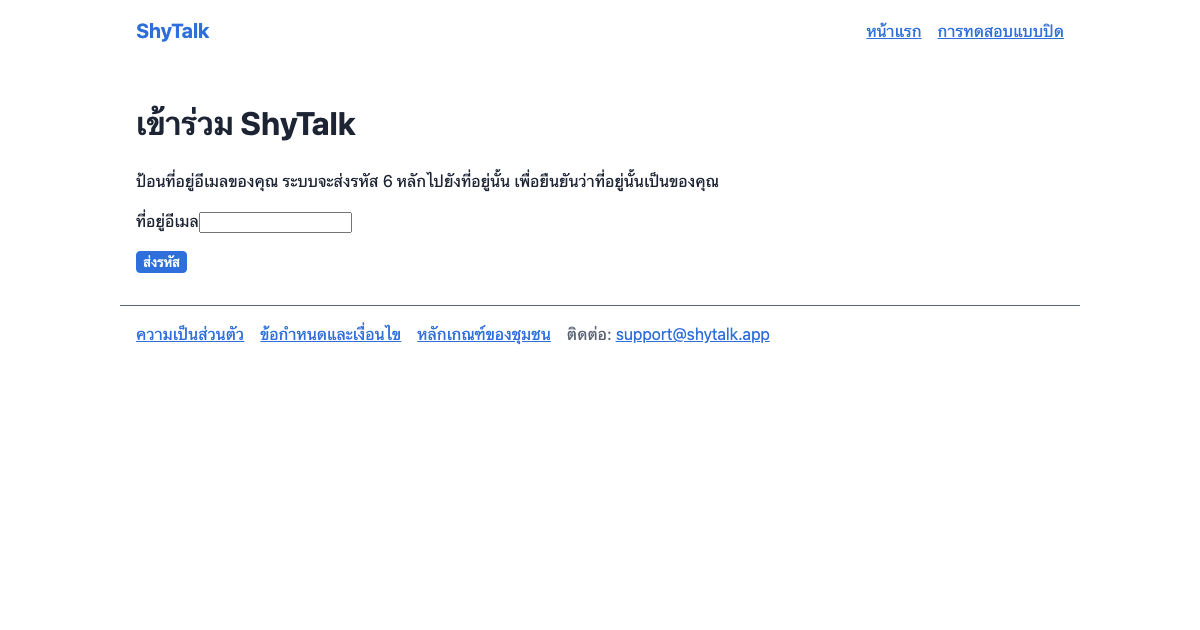 ShyTalk
หน้าแรก การทดสอบแบบปิด
เข้าร่วม ShyTalk
ป้อนที่อยู่อีเมลของคุณ ระบบจะส่งรหัส 6 หลักไปยังที่อยู่นั้น เพื่อยืนยันว่าที่อยู่นั้นเป็นของคุณ
ที่อยู่อีเมล
ส่งรหัส
ความเป็นส่วนตัว ข้อกำหนดและเงื่อนไข หลักเกณฑ์ของชุมชน ติดต่อ: support@shytalk.app